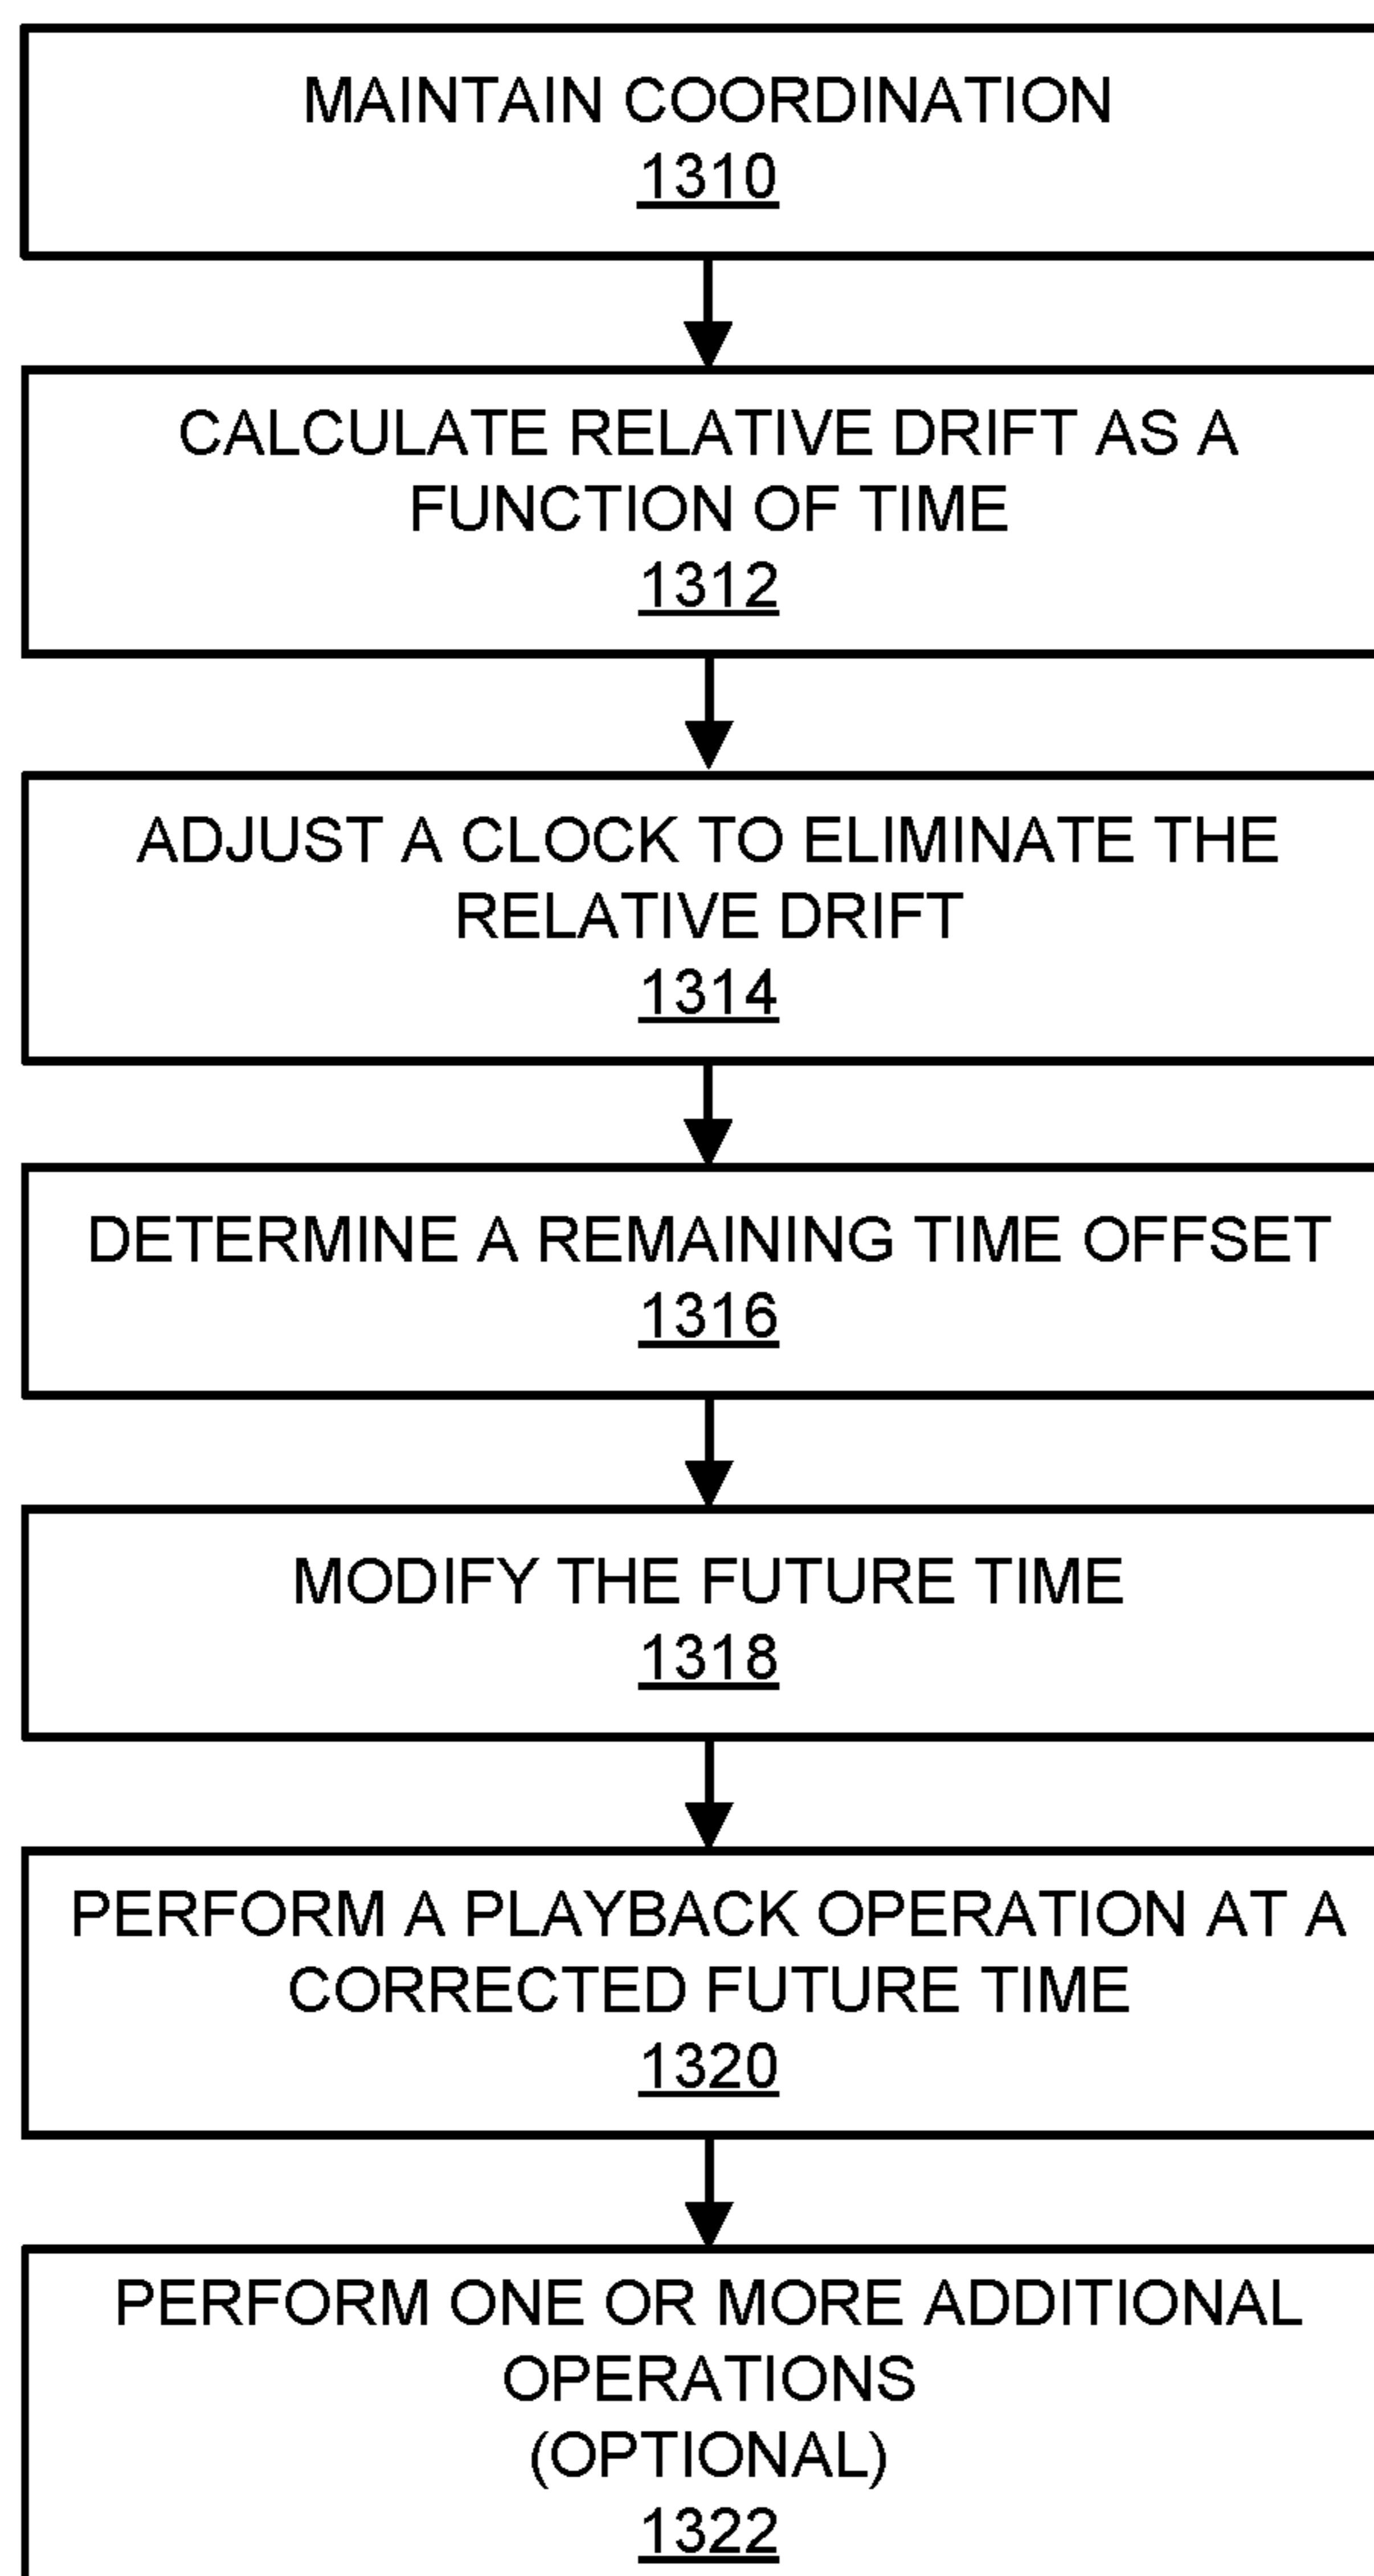 MAINTAIN COORDINATION
1310
CALCULATE RELATIVE DRIFT AS A
FUNCTION OF TIME
1312
ADJUST A CLOCK TO ELIMINATE THE
RELATIVE DRIFT
1314
DETERMINE A REMAINING TIME OFFSET
1316
MODIFY THE FUTURE TIME
1318
PERFORM A PLAYBACK OPERATION AT A
CORRECTED FUTURE TIME
1320
PERFORM ONE OR MORE ADDITIONAL
OPERATIONS
(OPTIONAL)
1322